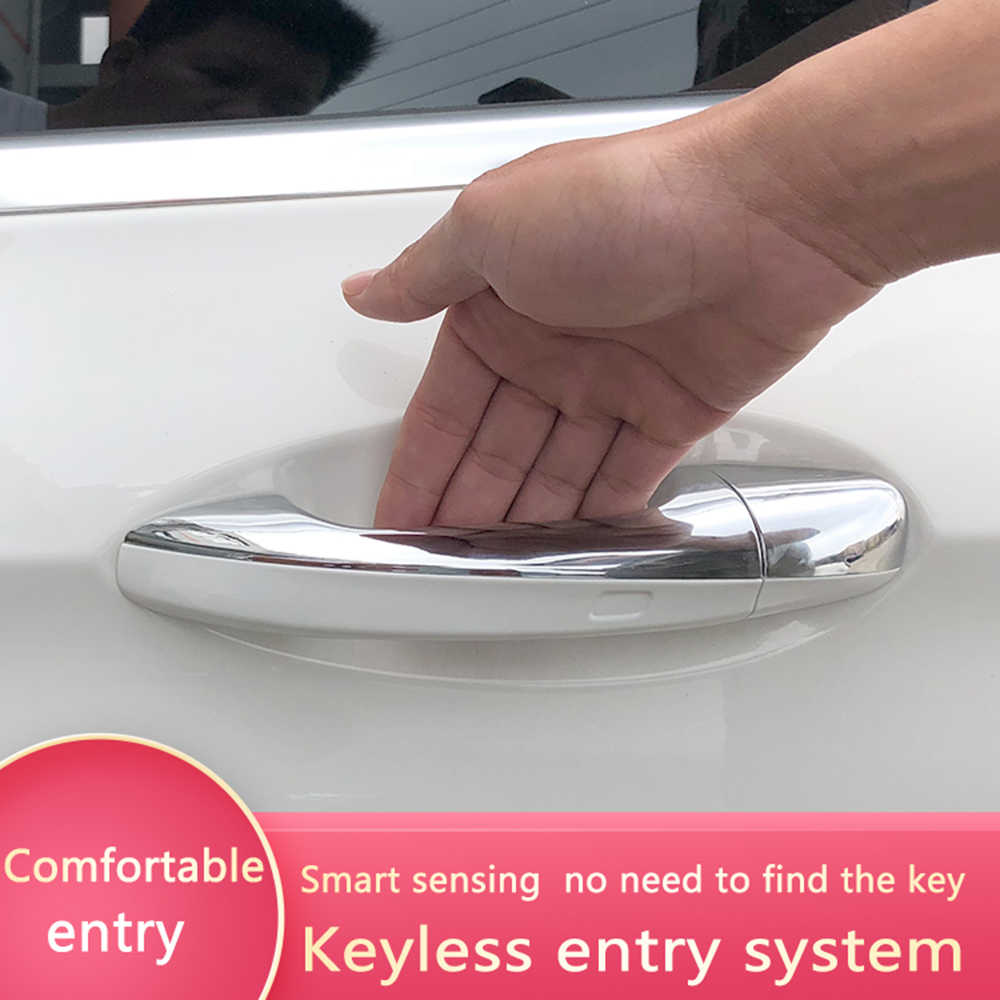 Comfortable
entry
Smart sensing no need to find the key
Keyless entry system